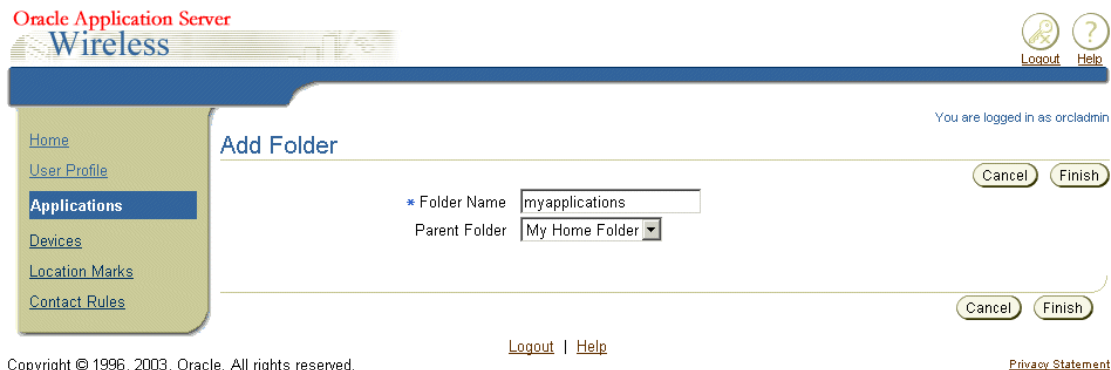 Oracle Application Server
Wireless
Logout Help
You are logged in as orcladmin
Home
User Profile
Applications
Devices
Location Marks
Contact Rules
Add Folder
Cancel Finish
* Folder Name myapplications
Parent Folder My Home Folder
Cancel Finish
Logout | Help
Copyright © 1996, 2003, Oracle. All rights reserved.
Privacy Statement